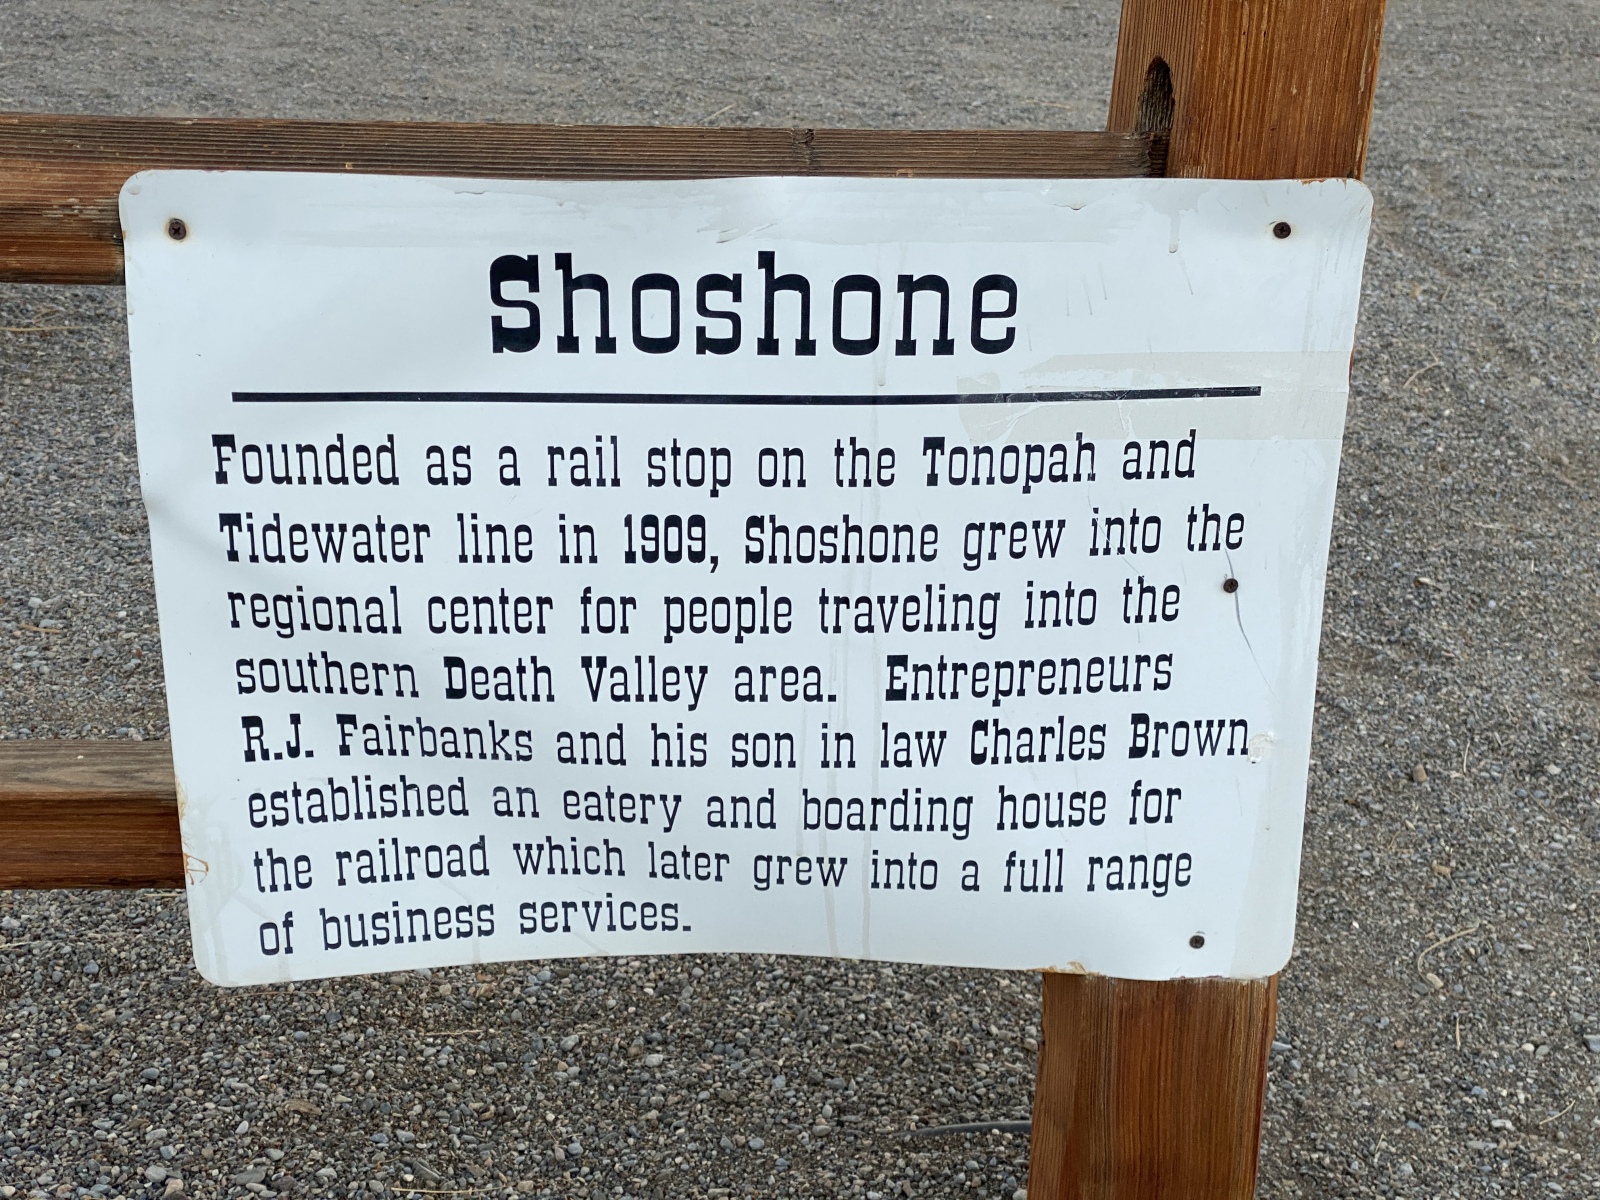 Shoshone
Founded as a rail stop on the Tonopah and
Tidewater line in 1909, Shoshone grew into the
regional center for people traveling into the
southern Death Valley area. Entrepreneurs
R.J. Fairbanks and his son in law Charles Brown
established an eatery and boarding house for
the railroad which later grew into a full range
of business services.